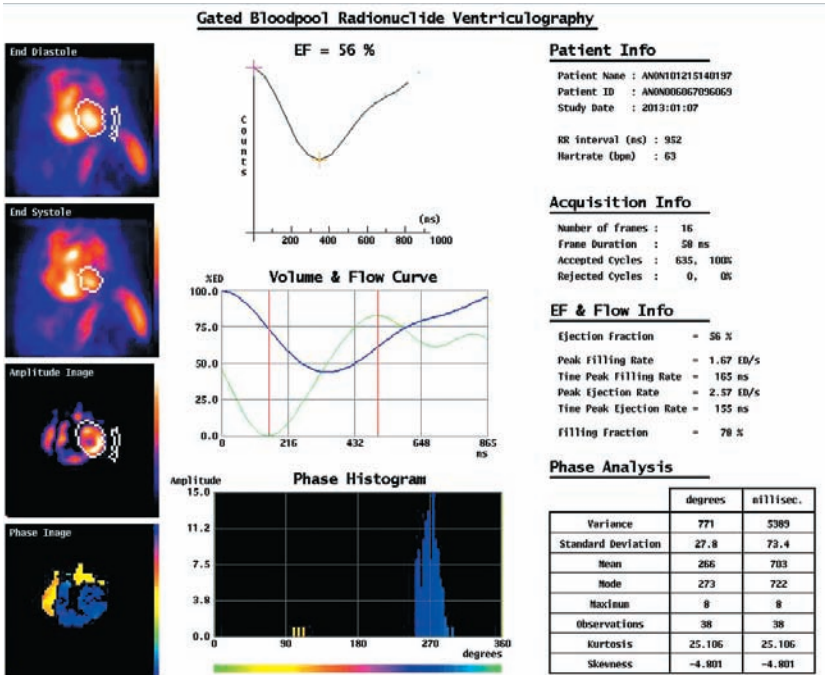 Gated Bloodpool Radionuclide Ventriculography
End Diastole
End Systole
Amplitude Image
Phase Image
EF = 56 %
Counts
(ms)
200 400 600 800 1000
Volume & Flow Curve
%ED
100.0
75.0
50.0
25.0
0.0
0 216 432 648 865
ms
Phase Histogram
Amplitude
15.0
11.2
7.5
3.8
0.0
0 90 180 270 360
degrees
Patient Info
Patient Name : ANON101215140197
Patient ID : ANON006067096069
Study Date : 2013:01:07
RR interval (ms) : 952
Hartrate (bpm) : 63
Acquisition Info
Number of frames : 16
Frame Duration : 58 ms
Accepted Cycles : 635, 100%
Rejected Cycles : 0, 0%
EF & Flow Info
Ejection Fraction = 56 %
Peak Filling Rate = 1.67 ED/s
Time Peak Filling Rate = 165 ms
Peak Ejection Rate = 2.57 ED/s
Time Peak Ejection Rate = 155 ms
Filling Fraction = 78 %
Phase Analysis
degrees millisec.
Variance 771 5389
Standard Deviation 27.8 73.4
Mean 266 703
Mode 273 722
Maximum 8 8
Observations 38 38
Kurtosis 25.106 25.106
Skewness -4.801 -4.801